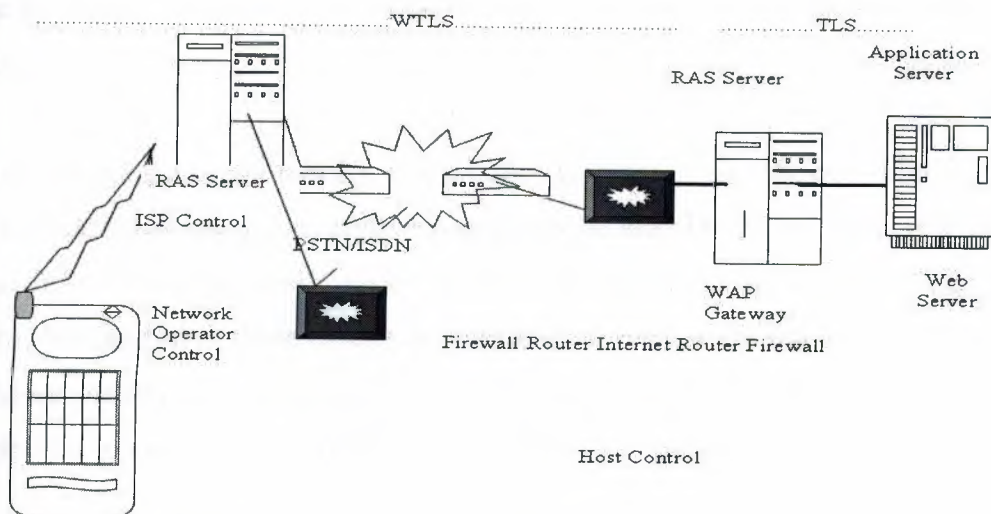 WTLS
TLS
RAS Server
Application
Server
RAS Server
ISP Control
PSTN/ISDN
Network
Operator
Control
WAP
Gateway
Web
Server
Firewall Router Internet Router Firewall
Host Control